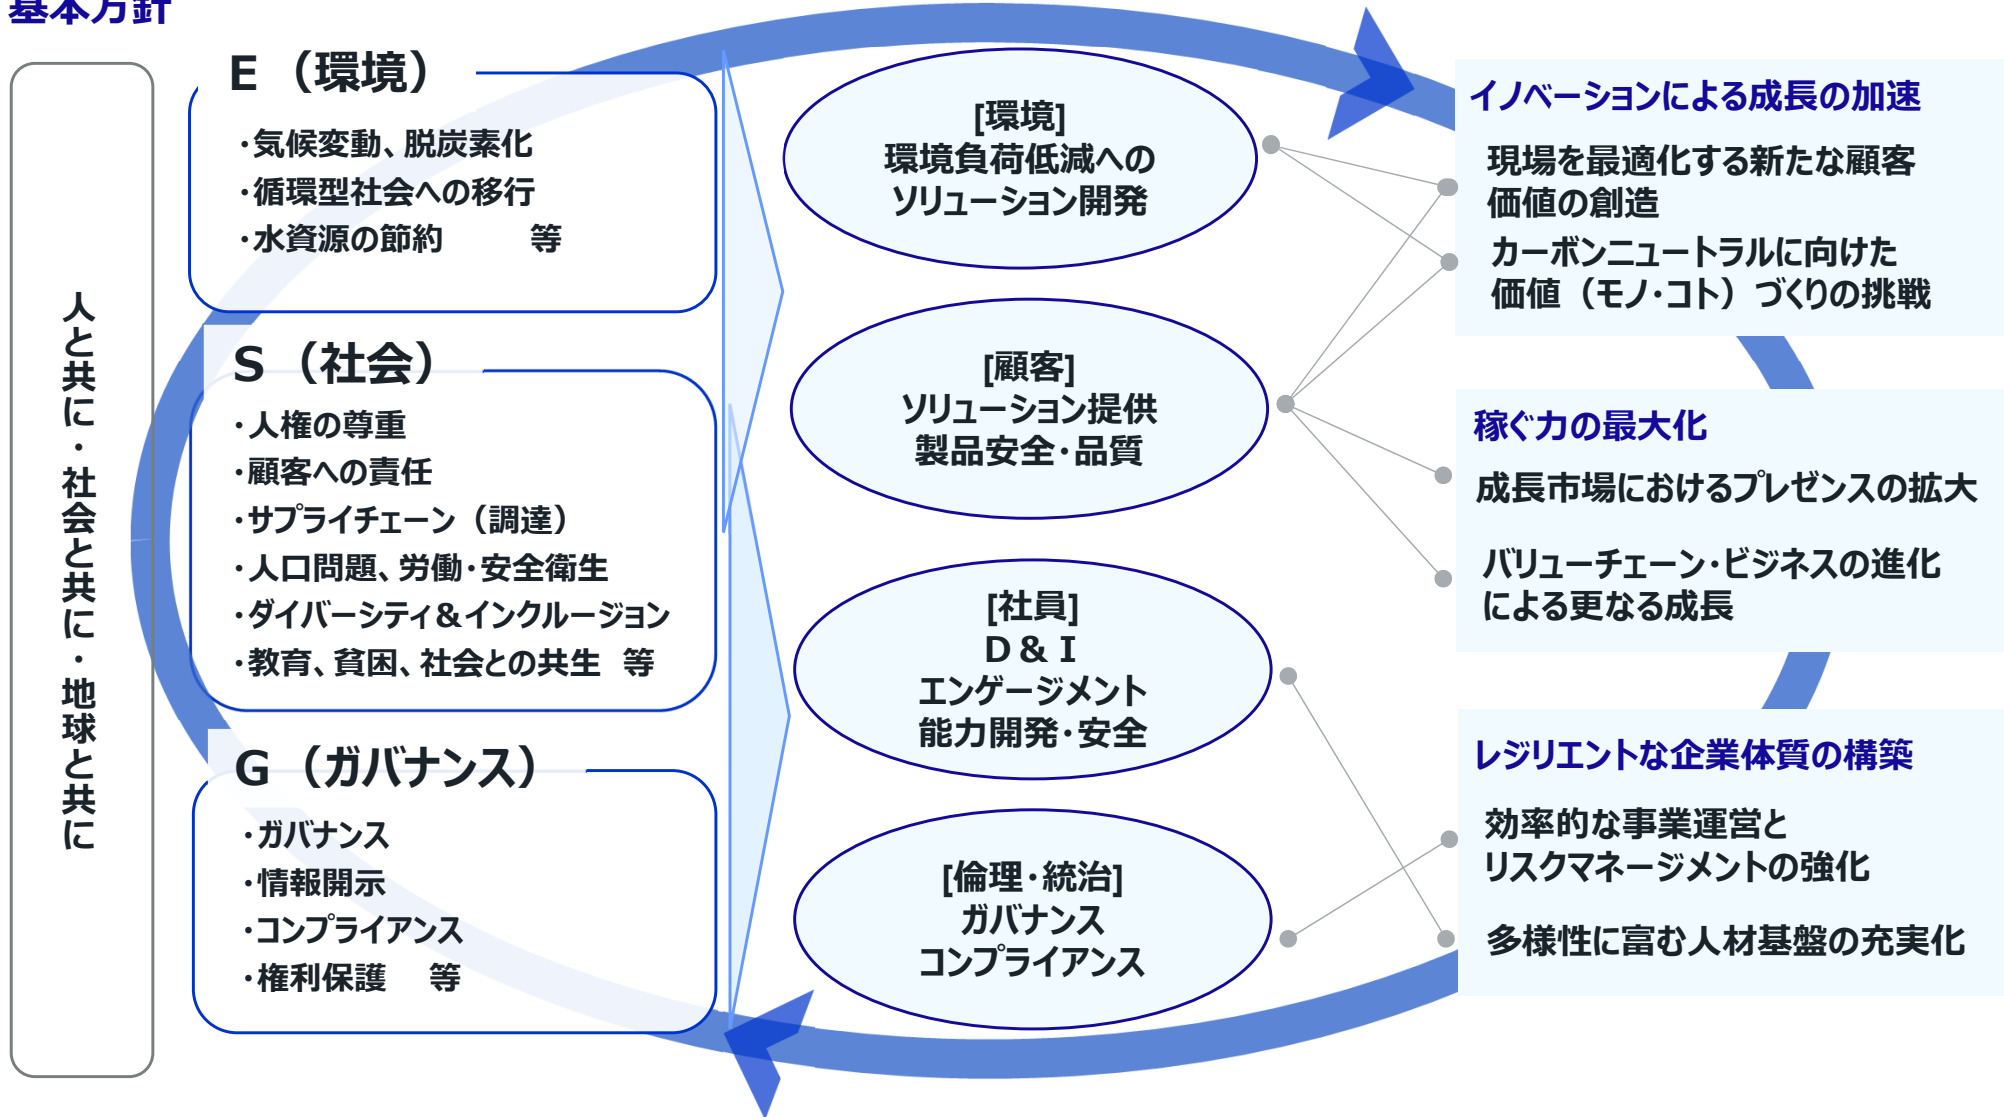 基本方針
人と共に・社会と共に・地球と共に
E（環境）
・気候変動、脱炭素化
・循環型社会への移行
・水資源の節約　　等
S（社会）
・人権の尊重
・顧客への責任
・サプライチェーン（調達）
・人口問題、労働・安全衛生
・ダイバーシティ＆インクルージョン
・教育、貧困、社会との共生　等
G（ガバナンス）
・ガバナンス
・情報開示
・コンプライアンス
・権利保護　等
[環境]
環境負荷低減への
ソリューション開発
[顧客]
ソリューション提供
製品安全・品質
[社員]
D＆I
エンゲージメント
能力開発・安全
[倫理・統治]
ガバナンス
コンプライアンス
イノベーションによる成長の加速
現場を最適化する新たな顧客
価値の創造
カーボンニュートラルに向けた
価値（モノ・コト）づくりの挑戦
稼ぐ力の最大化
成長市場におけるプレゼンスの拡大
バリューチェーン・ビジネスの進化
による更なる成長
レジリエントな企業体質の構築
効率的な事業運営と
リスクマネージメントの強化
多様性に富む人材基盤の充実化